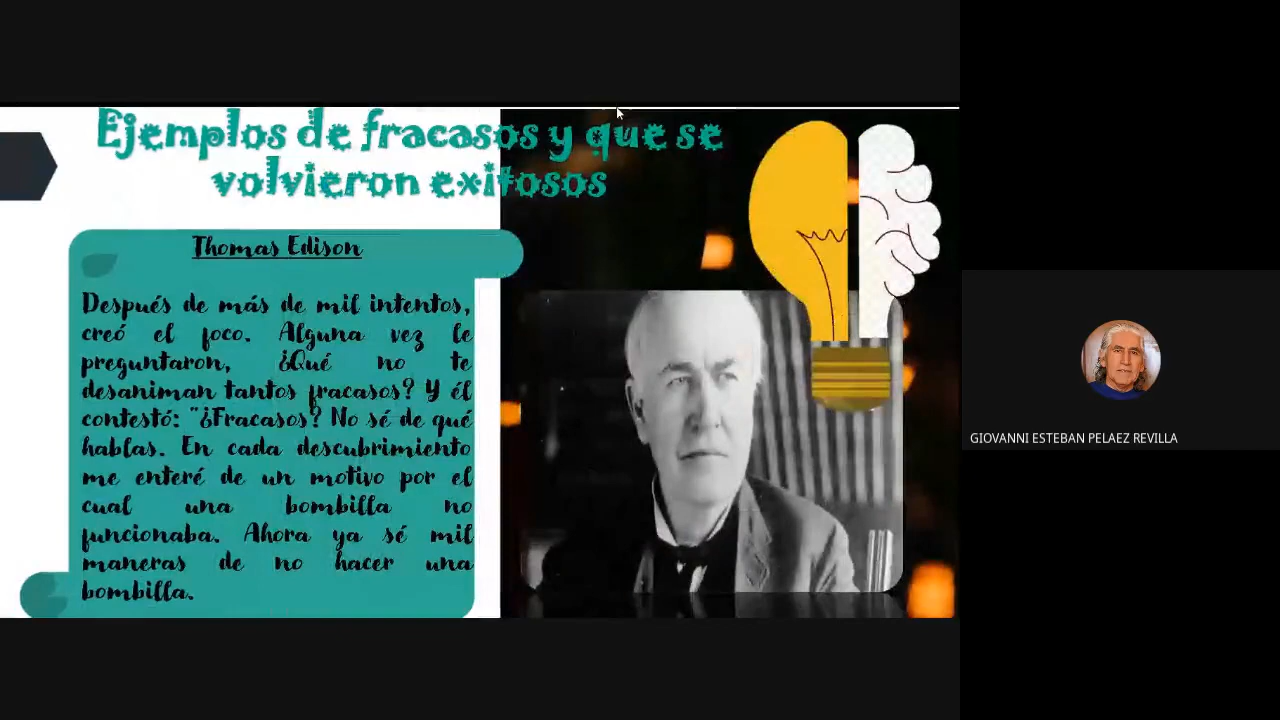 Ejemplos de fracasos y que se
volvieron exitosos
Thomas Edison
Después de más de mil intentos,
creó el foco. Alguna vez le
preguntaron, ¿Qué no te
desaniman tantos fracasos? Y él
contestó: "¿Fracasos? No sé de qué
hablas. En cada descubrimiento
me enteré de un motivo por el
cual una bombilla no
funcionaba. Ahora ya sé mil
maneras de no hacer una
bombilla.
GIOVANNI ESTEBAN PELAEZ REVILLA